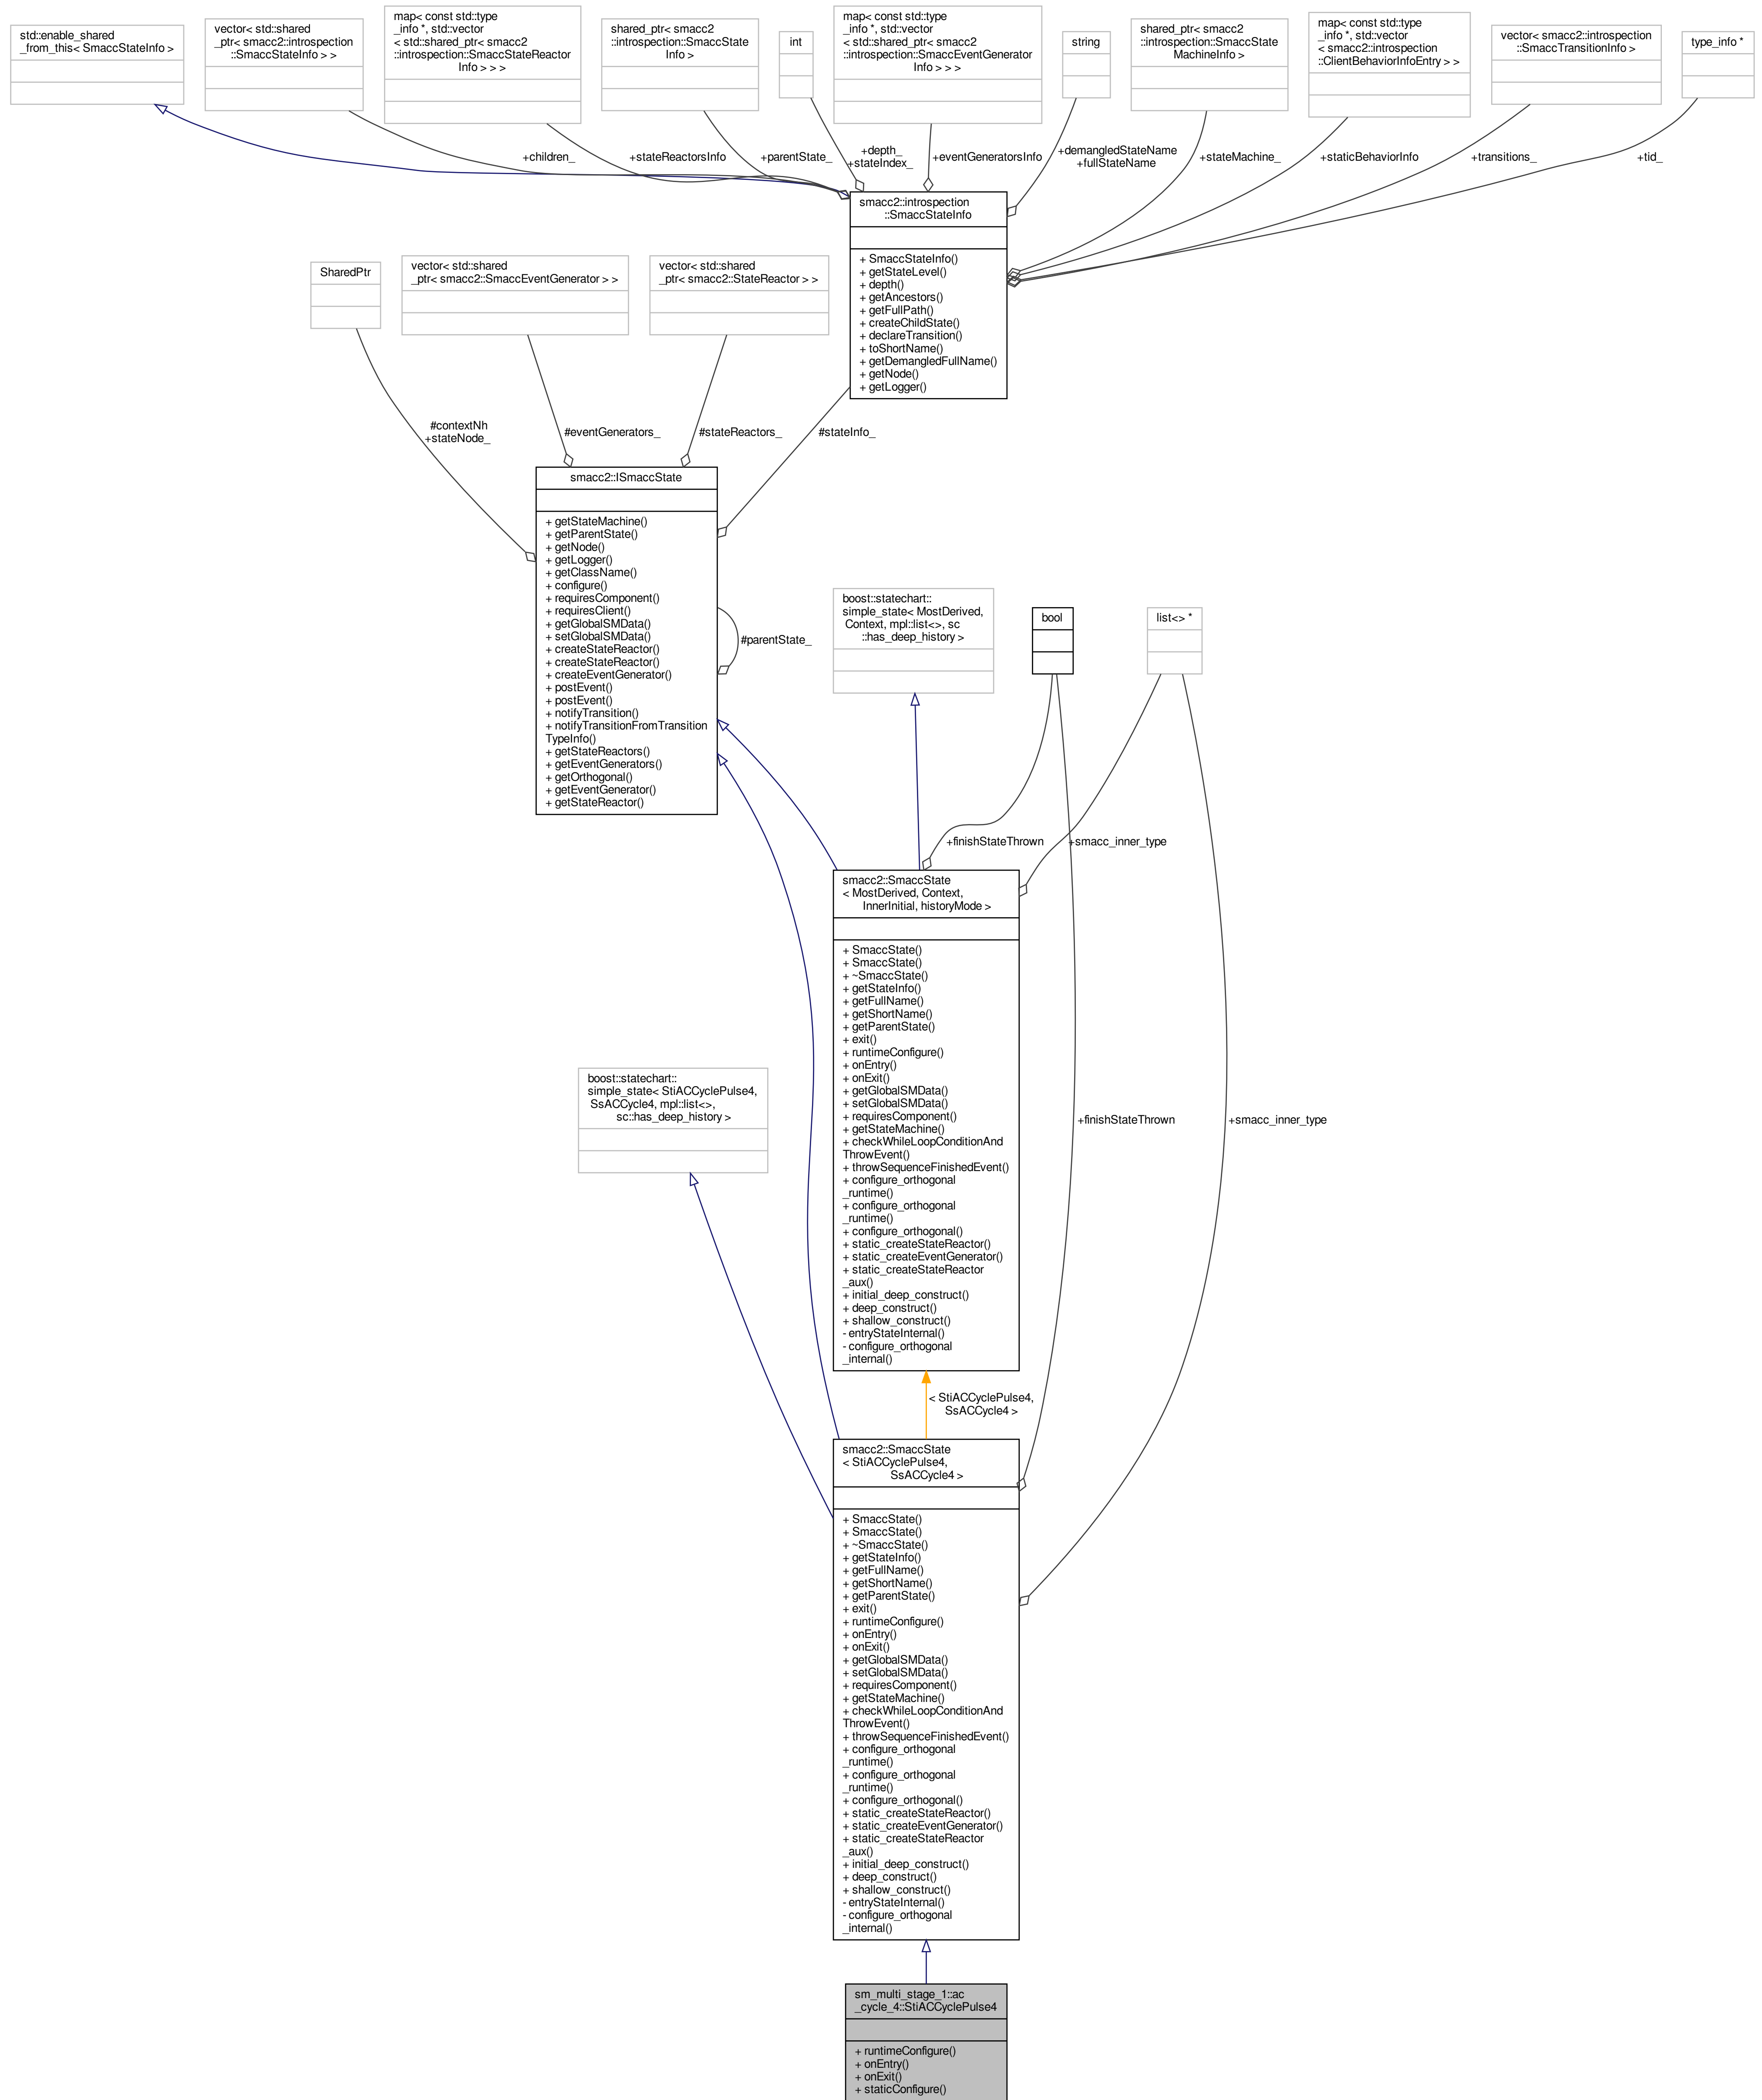 std::enable_shared
_from_this< SmaccStateInfo >
vector< std::shared
_ptr< smacc2::introspection
::SmaccStateInfo > >
map< const std::type
_info *, std::vector
< std::shared_ptr< smacc2
::introspection::SmaccStateReactor
Info > > >
shared_ptr< smacc2
::introspection::SmaccState
Info >
int
map< const std::type
_info *, std::vector
< std::shared_ptr< smacc2
::introspection::SmaccEventGenerator
Info > > >
string
shared_ptr< smacc2
::introspection::SmaccState
MachineInfo >
map< const std::type
_info *, std::vector
< smacc2::introspection
::ClientBehaviorInfoEntry > >
vector< smacc2::introspection
::SmaccTransitionInfo >
type_info *
+children_
+stateReactorsInfo
+parentState_
+depth_
+stateIndex_
+eventGeneratorsInfo
+demangledStateName
+fullStateName
+stateMachine_
+staticBehaviorInfo
+transitions_
+tid_
smacc2::introspection
::SmaccStateInfo
+ SmaccStateInfo()
+ getStateLevel()
+ depth()
+ getAncestors()
+ getFullPath()
+ createChildState()
+ declareTransition()
+ toShortName()
+ getDemangledFullName()
+ getNode()
+ getLogger()
SharedPtr
vector< std::shared
_ptr< smacc2::SmaccEventGenerator > >
vector< std::shared
_ptr< smacc2::StateReactor > >
#contextNh
+stateNode_
#eventGenerators_
#stateReactors_
#stateInfo_
smacc2::ISmaccState
+ getStateMachine()
+ getParentState()
+ getNode()
+ getLogger()
+ getClassName()
+ configure()
+ requiresComponent()
+ requiresClient()
+ getGlobalSMData()
+ setGlobalSMData()
+ createStateReactor()
+ createStateReactor()
+ createEventGenerator()
+ postEvent()
+ postEvent()
+ notifyTransition()
+ notifyTransitionFromTransition
TypeInfo()
+ getStateReactors()
+ getEventGenerators()
+ getOrthogonal()
+ getEventGenerator()
+ getStateReactor()
#parentState_
boost::statechart::
simple_state< MostDerived,
Context, mpl::list<>, sc
::has_deep_history >
bool
list<> *
+finishStateThrown
+smacc_inner_type
smacc2::SmaccState
< MostDerived, Context,
InnerInitial, historyMode >
+ SmaccState()
+ SmaccState()
+ ~SmaccState()
+ getStateInfo()
+ getFullName()
+ getShortName()
+ getParentState()
+ exit()
+ runtimeConfigure()
+ onEntry()
+ onExit()
+ getGlobalSMData()
+ setGlobalSMData()
+ requiresComponent()
+ getStateMachine()
+ checkWhileLoopConditionAnd
ThrowEvent()
+ throwSequenceFinishedEvent()
+ configure_orthogonal
_runtime()
+ configure_orthogonal
_runtime()
+ configure_orthogonal()
+ static_createStateReactor()
+ static_createEventGenerator()
+ static_createStateReactor
_aux()
+ initial_deep_construct()
+ deep_construct()
+ shallow_construct()
- entryStateInternal()
- configure_orthogonal
_internal()
boost::statechart::
simple_state< StiACCyclePulse4,
SsACCycle4, mpl::list<>,
sc::has_deep_history >
+finishStateThrown
+smacc_inner_type
< StiACCyclePulse4,
SsACCycle4 >
smacc2::SmaccState
< StiACCyclePulse4,
SsACCycle4 >
+ SmaccState()
+ SmaccState()
+ ~SmaccState()
+ getStateInfo()
+ getFullName()
+ getShortName()
+ getParentState()
+ exit()
+ runtimeConfigure()
+ onEntry()
+ onExit()
+ getGlobalSMData()
+ setGlobalSMData()
+ requiresComponent()
+ getStateMachine()
+ checkWhileLoopConditionAnd
ThrowEvent()
+ throwSequenceFinishedEvent()
+ configure_orthogonal
_runtime()
+ configure_orthogonal
_runtime()
+ configure_orthogonal()
+ static_createStateReactor()
+ static_createEventGenerator()
+ static_createStateReactor
_aux()
+ initial_deep_construct()
+ deep_construct()
+ shallow_construct()
- entryStateInternal()
- configure_orthogonal
_internal()
sm_multi_stage_1::ac
_cycle_4::StiACCyclePulse4
+ runtimeConfigure()
+ onEntry()
+ onExit()
+ staticConfigure()